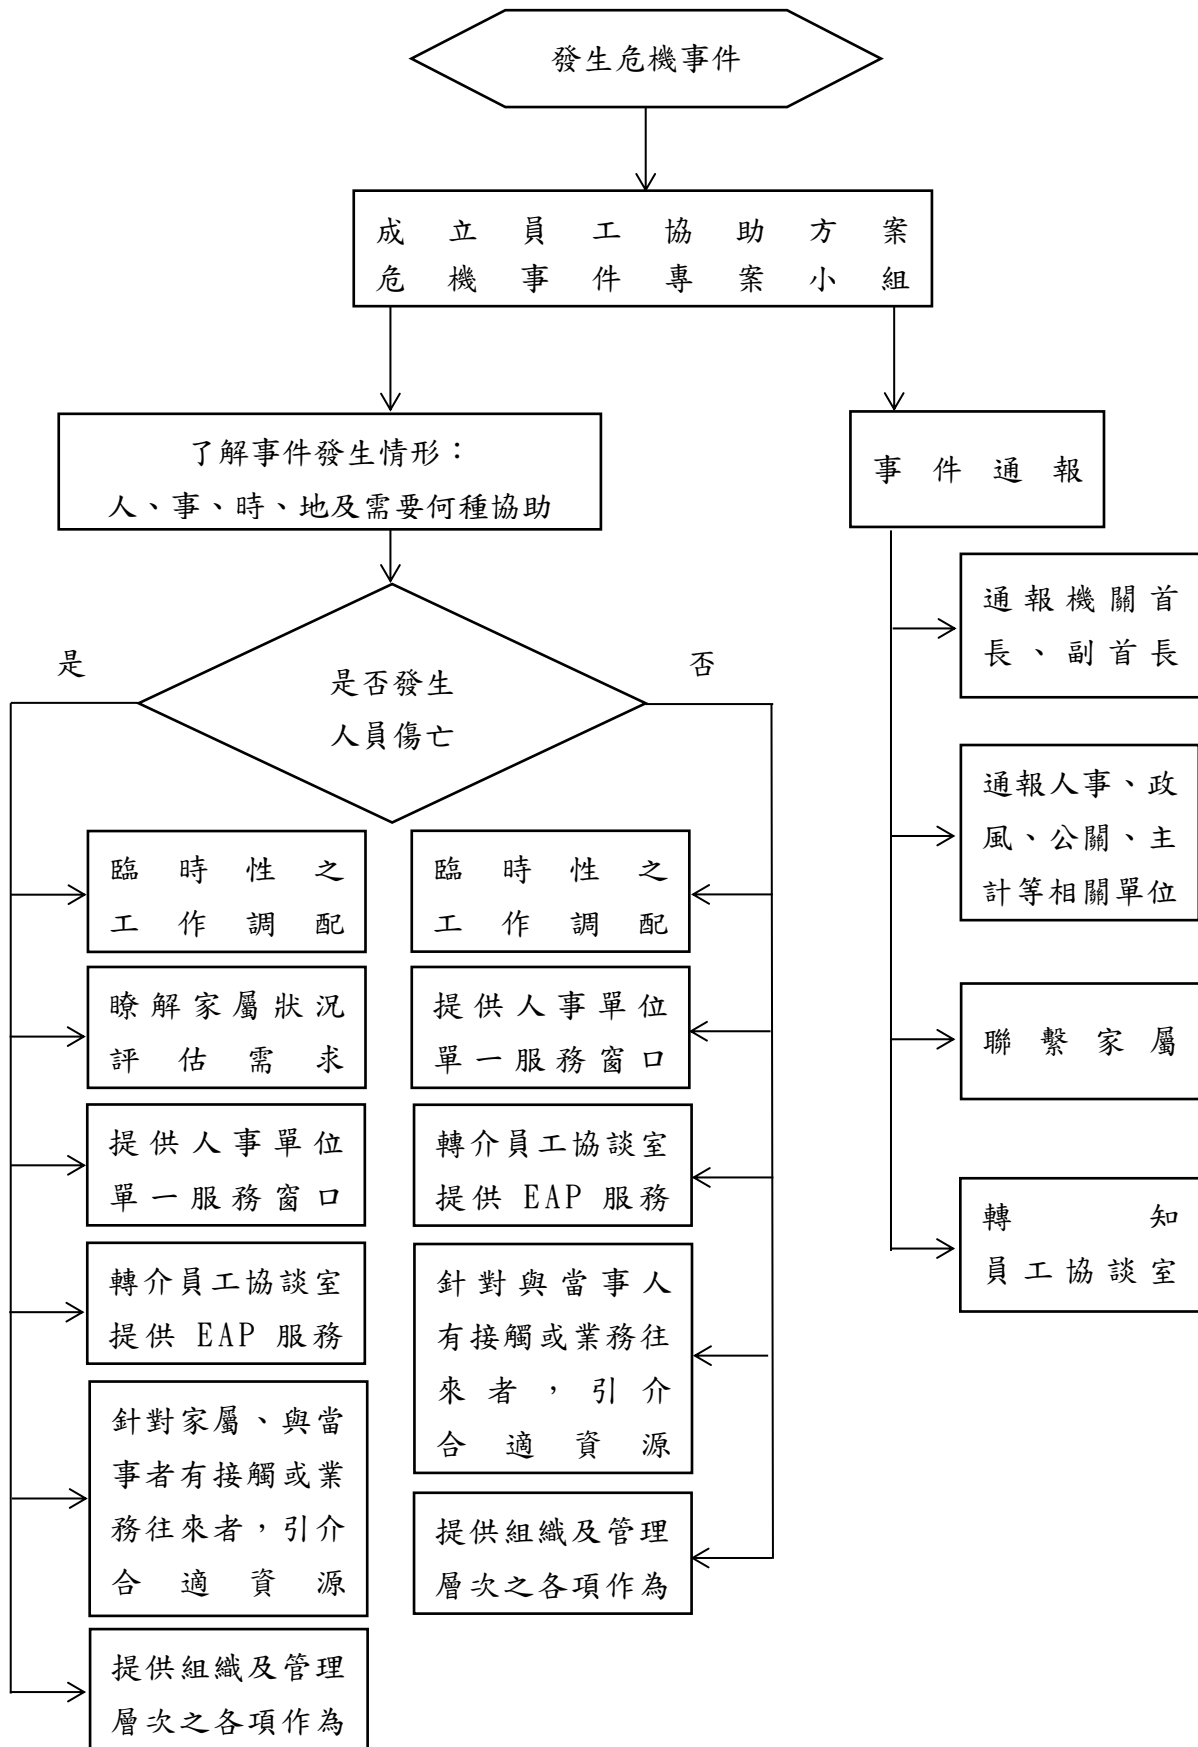 發生危機事件
成立員工協助方案
危機事件專案小組
了解事件發生情形：
人、事、時、地及需要何種協助
事件通報
通報機關首
長、副首長
通報人事、政
風、公關、主
計等相關單位
聯繫家屬
轉知
員工協談室
是否發生
人員傷亡
是
臨時性之
工作調配
瞭解家屬狀況
評估需求
提供人事單位
單一服務窗口
轉介員工協談室
提供 EAP 服務
針對家屬、與當
事者有接觸或業
務往來者，引介
合適資源
提供組織及管理
層次之各項作為
否
臨時性之
工作調配
提供人事單位
單一服務窗口
轉介員工協談室
提供 EAP 服務
針對與當事人
有接觸或業務往
來者，引介
合適資源
提供組織及管理
層次之各項作為